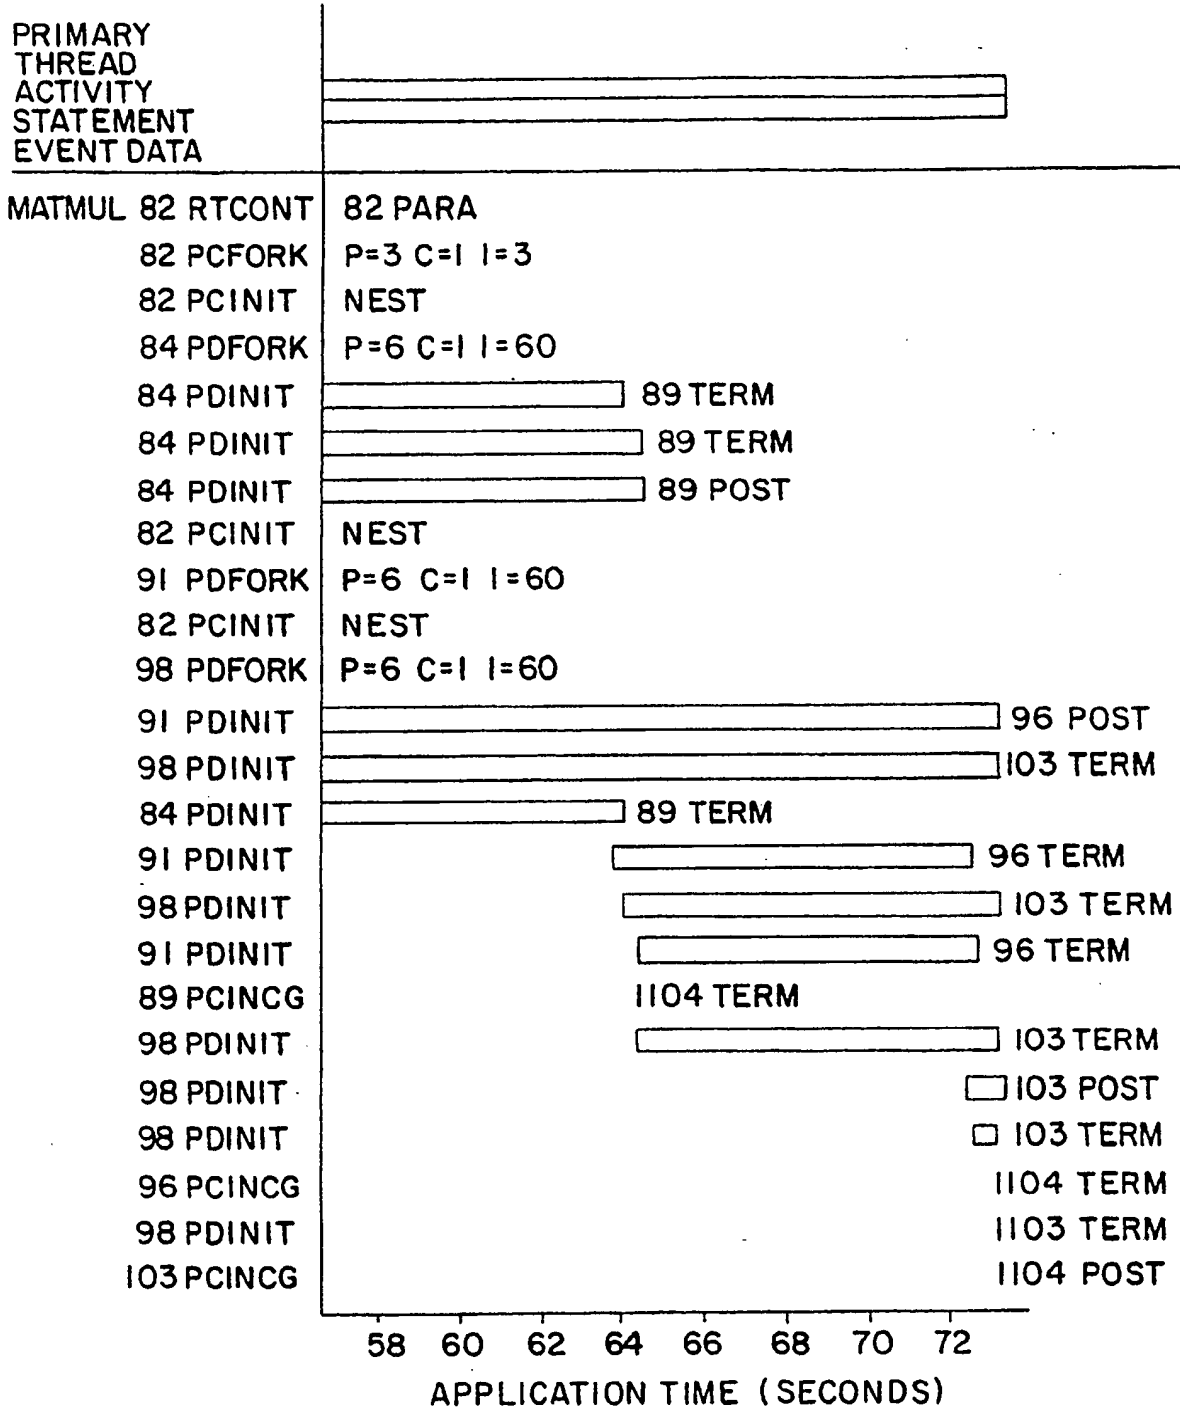 PRIMARY
THREAD
ACTIVITY
STATEMENT
EVENT DATA
MATMUL 82 RTCONT 82 PARA
82 PCFORK P=3 C=1 I=3
82 PCINIT NEST
84 PDFORK P=6 C=1 I=60
84 PDINIT 89 TERM
84 PDINIT 89 TERM
84 PDINIT 89 POST
82 PCINIT NEST
91 PDFORK P=6 C=1 I=60
82 PCINIT NEST
98 PDFORK P=6 C=1 I=60
91 PDINIT 96 POST
98 PDINIT 103 TERM
84 PDINIT 89 TERM
91 PDINIT 96 TERM
98 PDINIT 103 TERM
91 PDINIT 96 TERM
89 PCINCG 1104 TERM
98 PDINIT 103 TERM
98 PDINIT 103 POST
98 PDINIT 103 TERM
96 PCINCG 1104 TERM
98 PDINIT 1103 TERM
103 PCINCG 1104 POST
58 60 62 64 66 68 70 72
APPLICATION TIME (SECONDS)